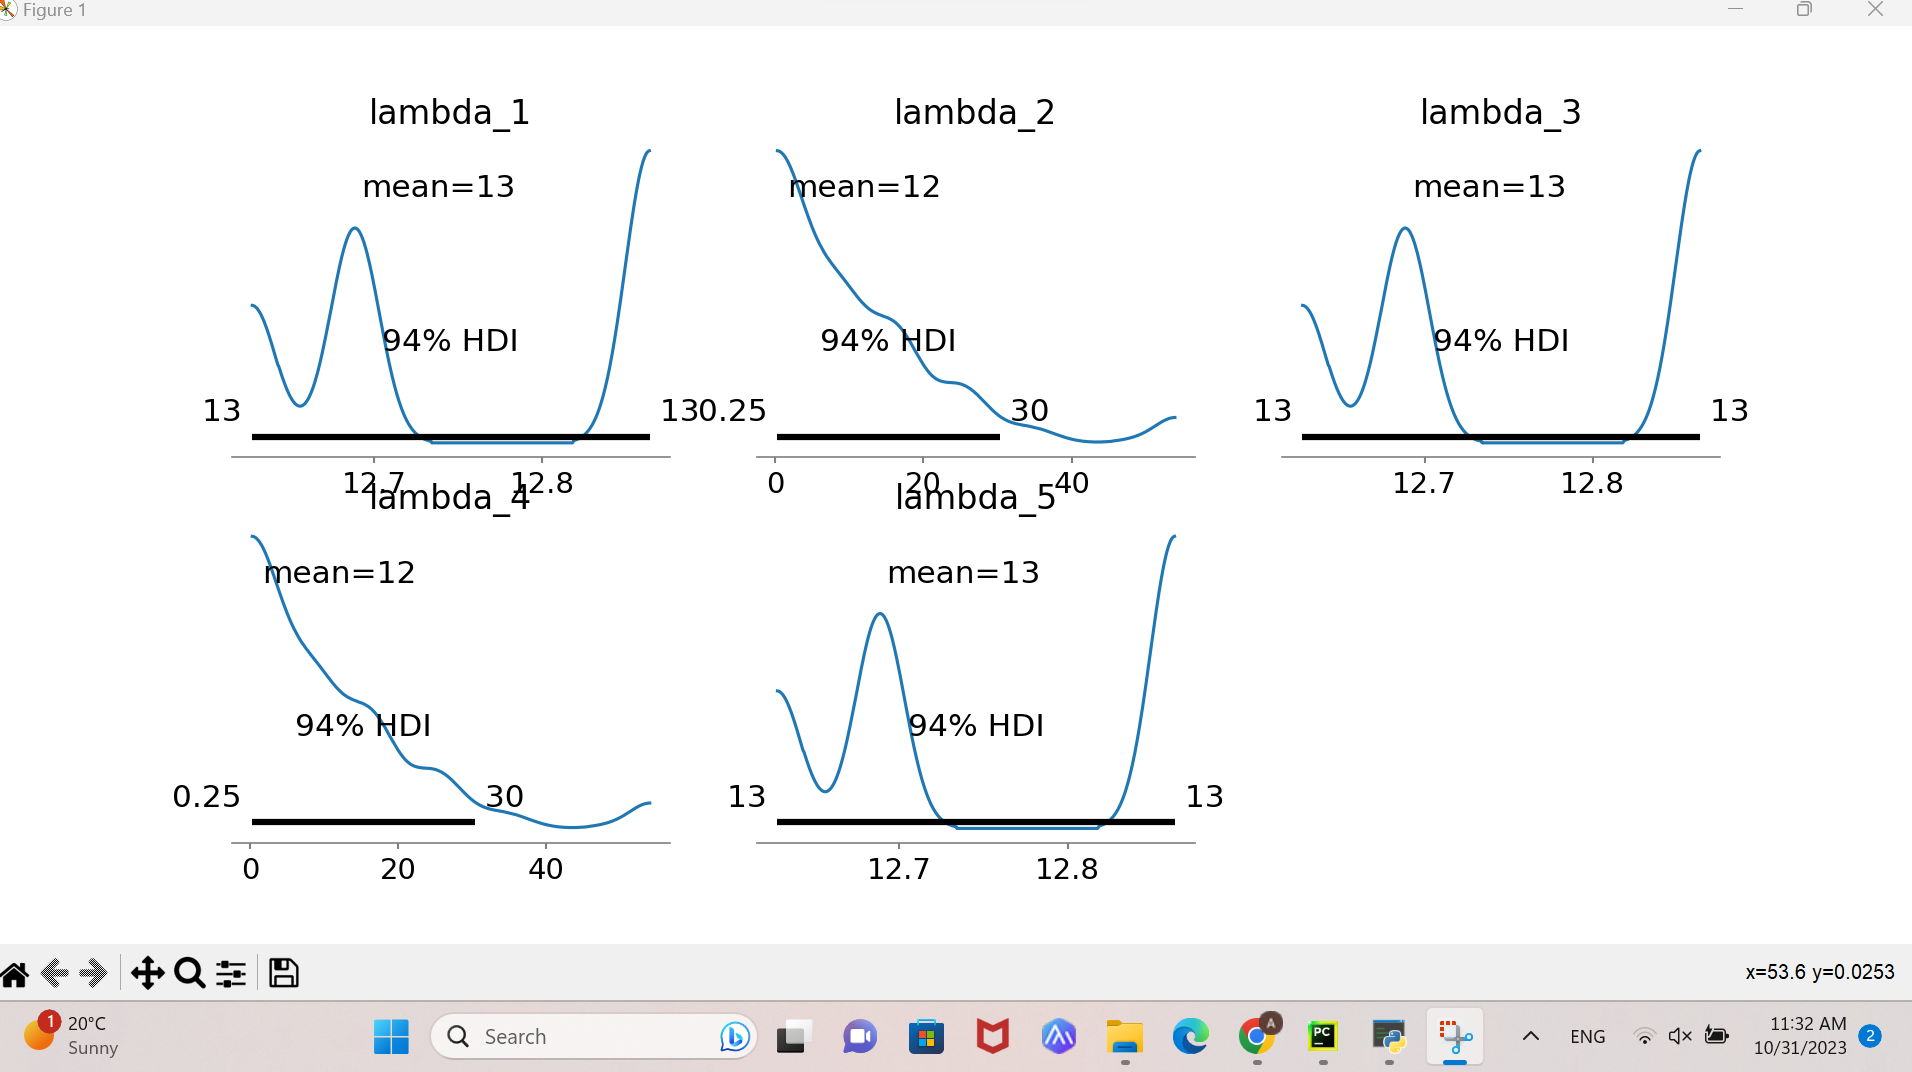 Figure 1
lambda_1
mean=13
94% HDI
13
13
12.7
12.8
lambda_2
mean=12
94% HDI
0.25
30
0
20
40
lambda_3
mean=13
94% HDI
13
13
12.7
12.8
lambda_4
mean=12
94% HDI
0.25
30
0
20
40
lambda_5
mean=13
94% HDI
13
13
12.7
12.8
x=53.6 y=0.0253
1
20°C
Sunny
Search
A
PC
ENG
11:32 AM
10/31/2023
2